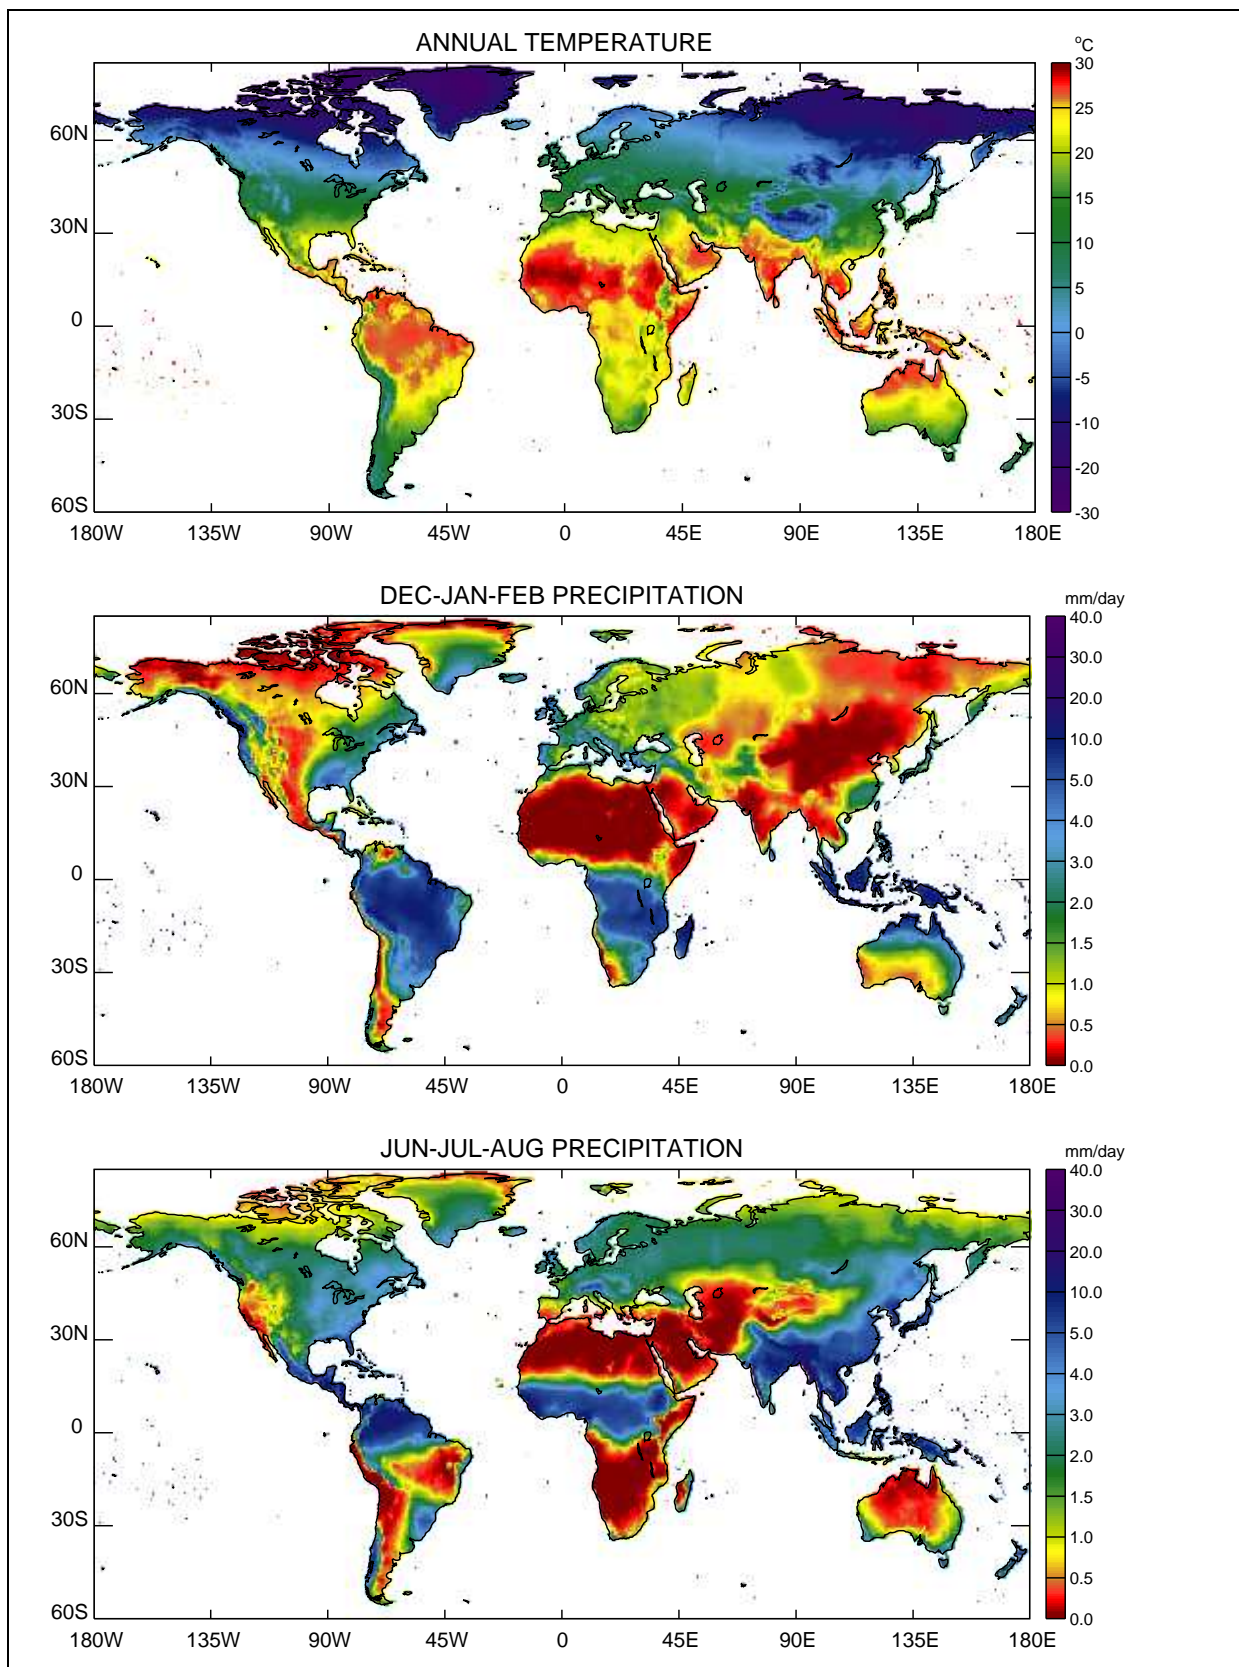 ANNUAL TEMPERATURE
°C
30
25
20
15
10
5
0
-5
-10
-20
-30
60N
30N
0
30S
60S
180W 135W 90W 45W 0 45E 90E 135E 180E
DEC-JAN-FEB PRECIPITATION
mm/day
40.0
30.0
20.0
10.0
5.0
4.0
3.0
2.0
1.5
1.0
0.5
0.0
60N
30N
0
30S
60S
180W 135W 90W 45W 0 45E 90E 135E 180E
JUN-JUL-AUG PRECIPITATION
mm/day
40.0
30.0
20.0
10.0
5.0
4.0
3.0
2.0
1.5
1.0
0.5
0.0
60N
30N
0
30S
60S
180W 135W 90W 45W 0 45E 90E 135E 180E